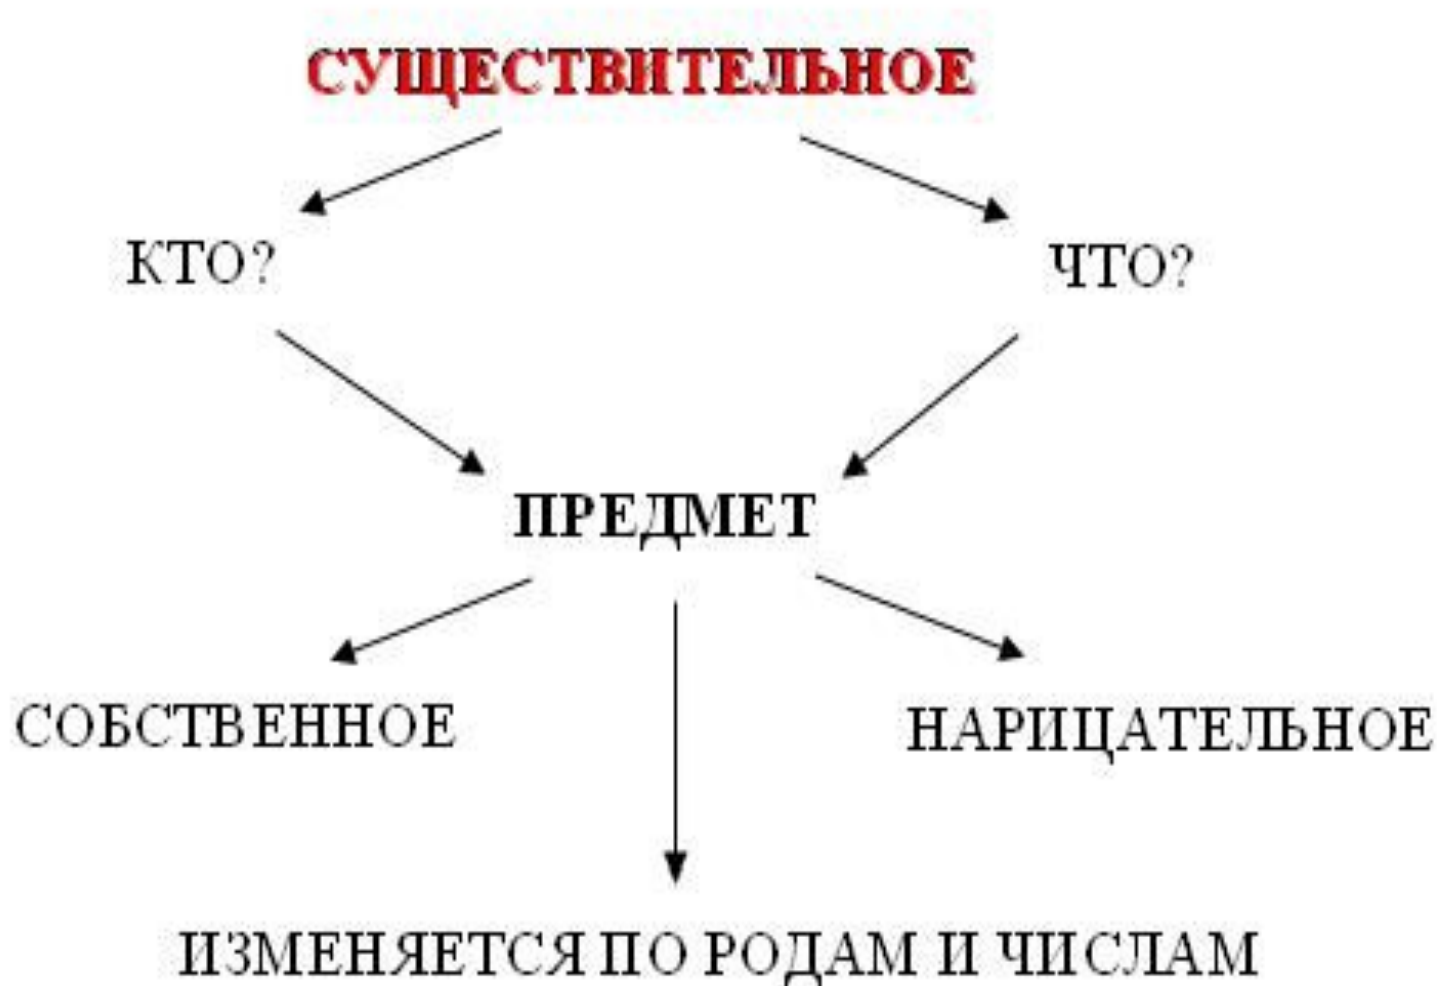 СУЩЕСТВИТЕЛЬНОЕ
КТО?
ЧТО?
ПРЕДМЕТ
СОБСТВЕННОЕ
НАРИЦАТЕЛЬНОЕ
ИЗМЕНЯЕТСЯ ПО РОДАМ И ЧИСЛАМ